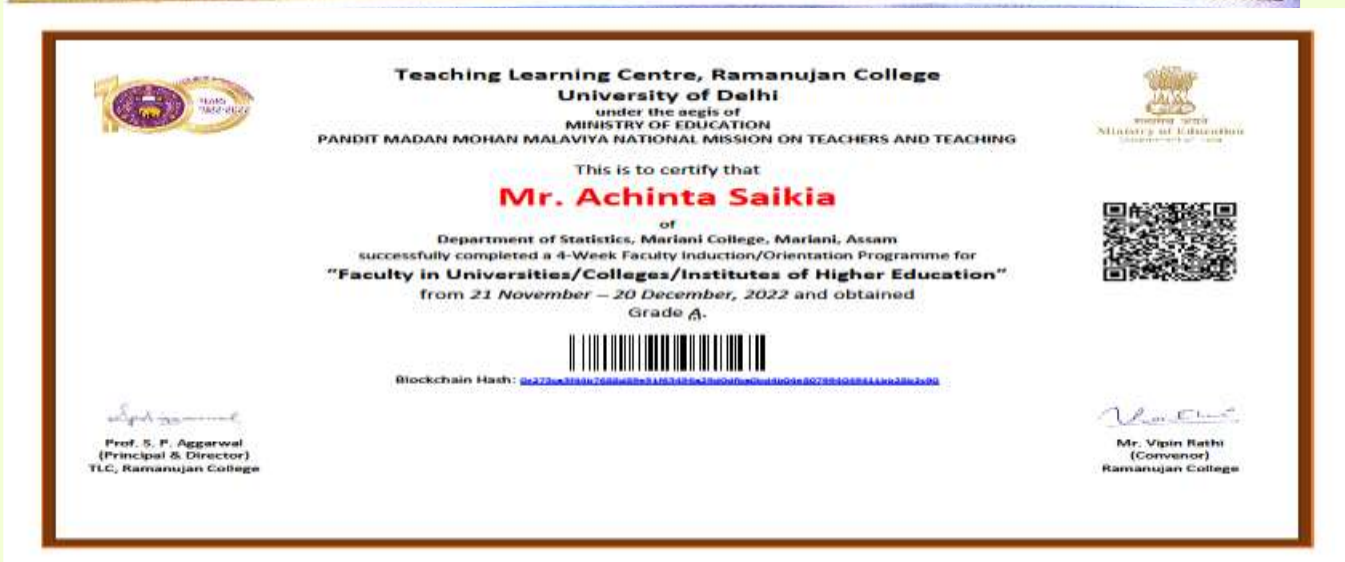 YEARS
1922-2022
Teaching Learning Centre, Ramanujan College
University of Delhi
under the aegis of
MINISTRY OF EDUCATION
PANDIT MADAN MOHAN MALAVIYA NATIONAL MISSION ON TEACHERS AND TEACHING
Ministry of Education
This is to certify that
Mr. Achinta Saikia
of
Department of Statistics, Mariani College, Mariani, Assam
successfully completed a 4-Week Faculty Induction/Orientation Programme for
"Faculty in Universities/Colleges/Institutes of Higher Education"
from 21 November – 20 December, 2022 and obtained
Grade A.
Blockchain Hash:
Prof. S. P. Aggarwal
(Principal & Director)
TLC, Ramanujan College
Mr. Vipin Rathi
(Convenor)
Ramanujan College